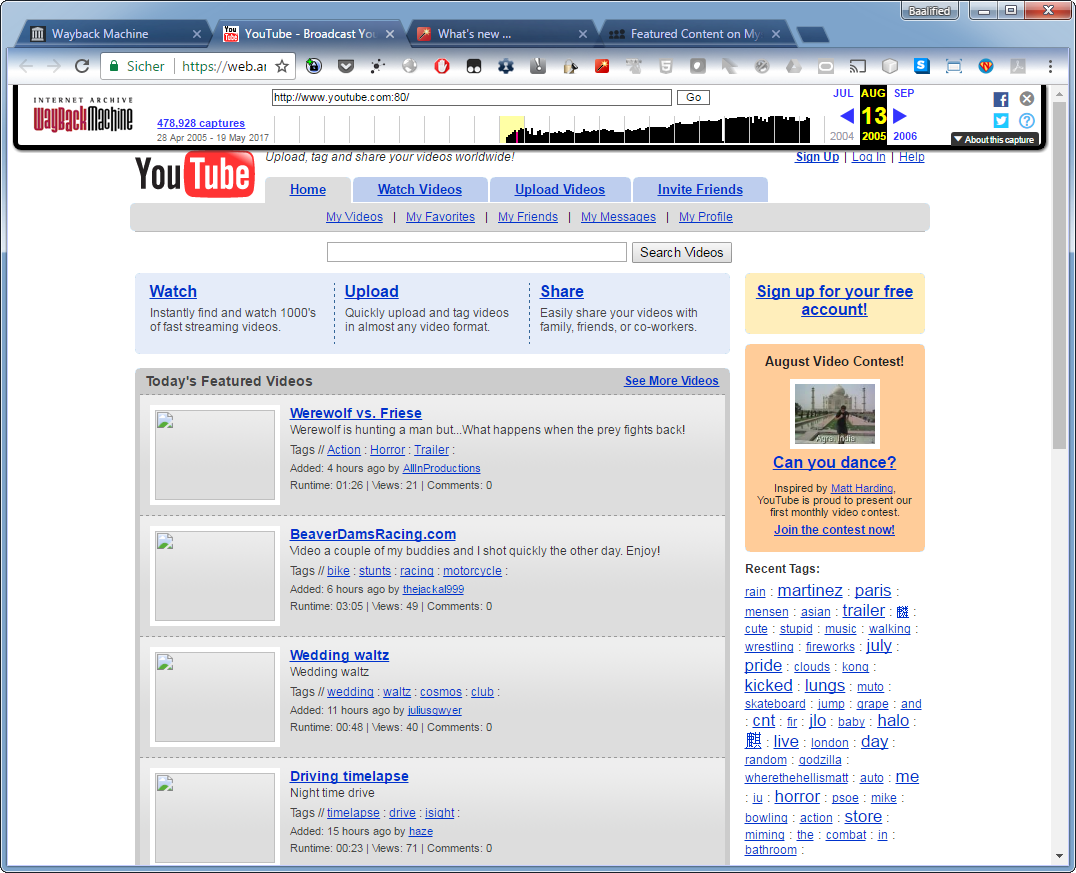 Baalified
Wayback Machine
YouTube - Broadcast You
What's new ...
Featured Content on My
Sicher
https://web.ar
INTERNET ARCHIVE
WayBackMachine
http://www.youtube.com:80/
Go
478,928 captures
28 Apr 2005 - 19 May 2017
JUL AUG SEP
13
2004 2005 2006
About this capture
YouTube
Upload, tag and share your videos worldwide!
Sign Up | Log In | Help
Home Watch Videos Upload Videos Invite Friends
My Videos | My Favorites | My Friends | My Messages | My Profile
Search Videos
Watch
Instantly find and watch 1000's
of fast streaming videos.
Upload
Quickly upload and tag videos
in almost any video format.
Share
Easily share your videos with
family, friends, or co-workers.
Today's Featured Videos
See More Videos
Werewolf vs. Friese
Werewolf is hunting a man but...What happens when the prey fights back!
Tags // Action : Horror : Trailer :
Added: 4 hours ago by AllInProductions
Runtime: 01:26 | Views: 21 | Comments: 0
BeaverDamsRacing.com
Video a couple of my buddies and I shot quickly the other day. Enjoy!
Tags // bike : stunts : racing : motorcycle :
Added: 6 hours ago by thejackal999
Runtime: 03:05 | Views: 49 | Comments: 0
Wedding waltz
Wedding waltz
Tags // wedding : waltz : cosmos : club :
Added: 11 hours ago by juliusgwyer
Runtime: 00:48 | Views: 40 | Comments: 0
Driving timelapse
Night time drive
Tags // timelapse : drive : isight :
Added: 15 hours ago by haze
Runtime: 00:23 | Views: 71 | Comments: 0
Sign up for your free
account!
August Video Contest!
Agra, Indie
Can you dance?
Inspired by Matt Harding,
YouTube is proud to present our
first monthly video contest.
Join the contest now!
Recent Tags:
rain : martinez : paris :
mensen : asian : trailer : 麒 :
cute : stupid : music : walking :
wrestling : fireworks : july :
pride : clouds : kong :
kicked : lungs : muto :
skateboard : jump : grape : and
: cnt : fir : jlo : baby : halo :
麒 : live : london : day :
random : godzilla :
wherethehellismatt : auto : me
: iu : horror : psoe : mike :
bowling : action : store :
miming : the : combat : in :
bathroom :